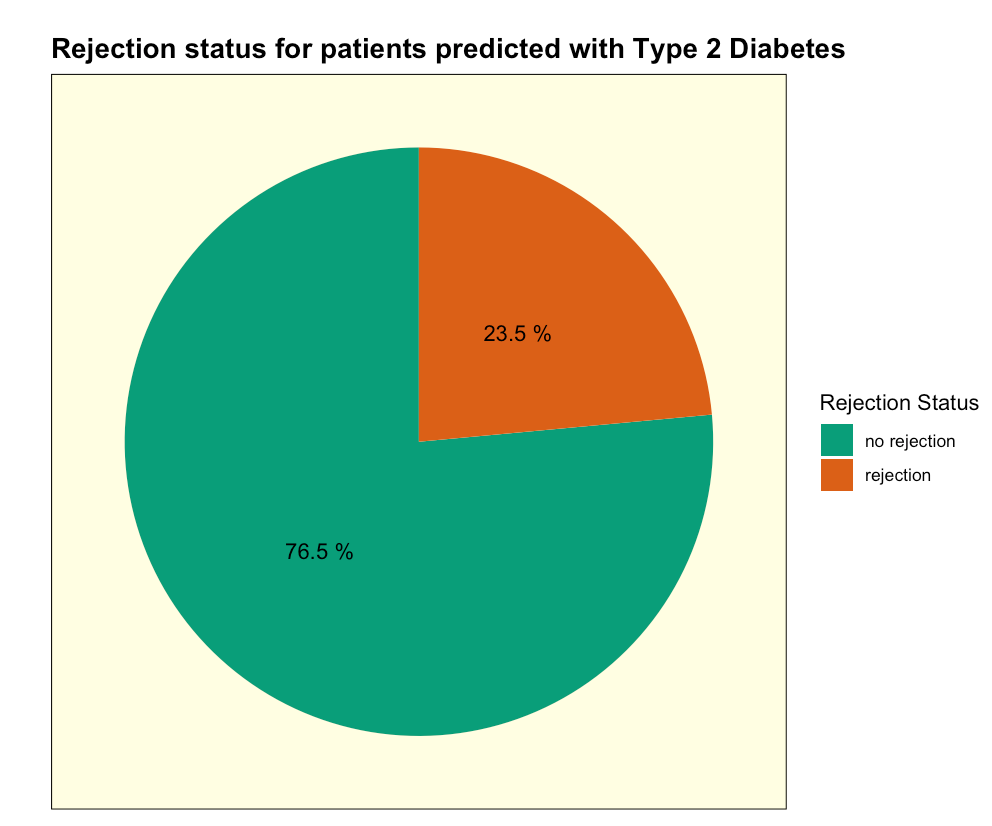 Rejection status for patients predicted with Type 2 Diabetes
23.5 %
76.5 %
Rejection Status
no rejection
rejection